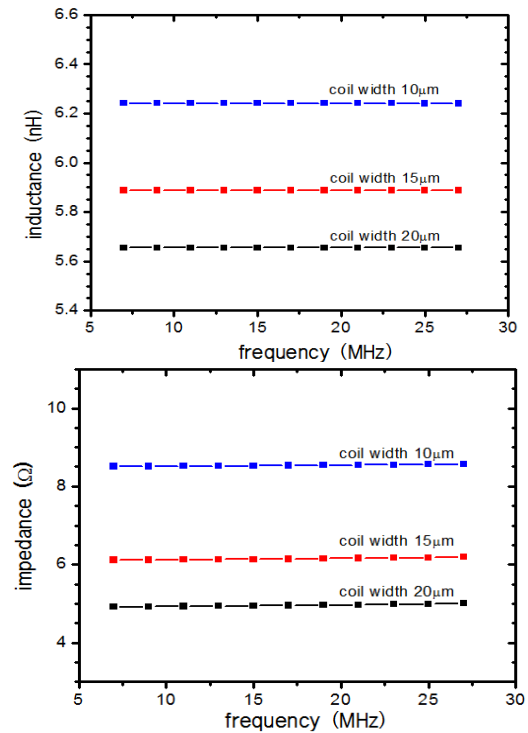 6.6
6.4
6.2
6.0
5.8
5.6
5.4
inductance (nH)
coil width 10μm
coil width 15μm
coil width 20μm
5 10 15 20 25 30
frequency (MHz)
10
8
6
4
impedance (Ω)
coil width 10μm
coil width 15μm
coil width 20μm
5 10 15 20 25 30
frequency (MHz)